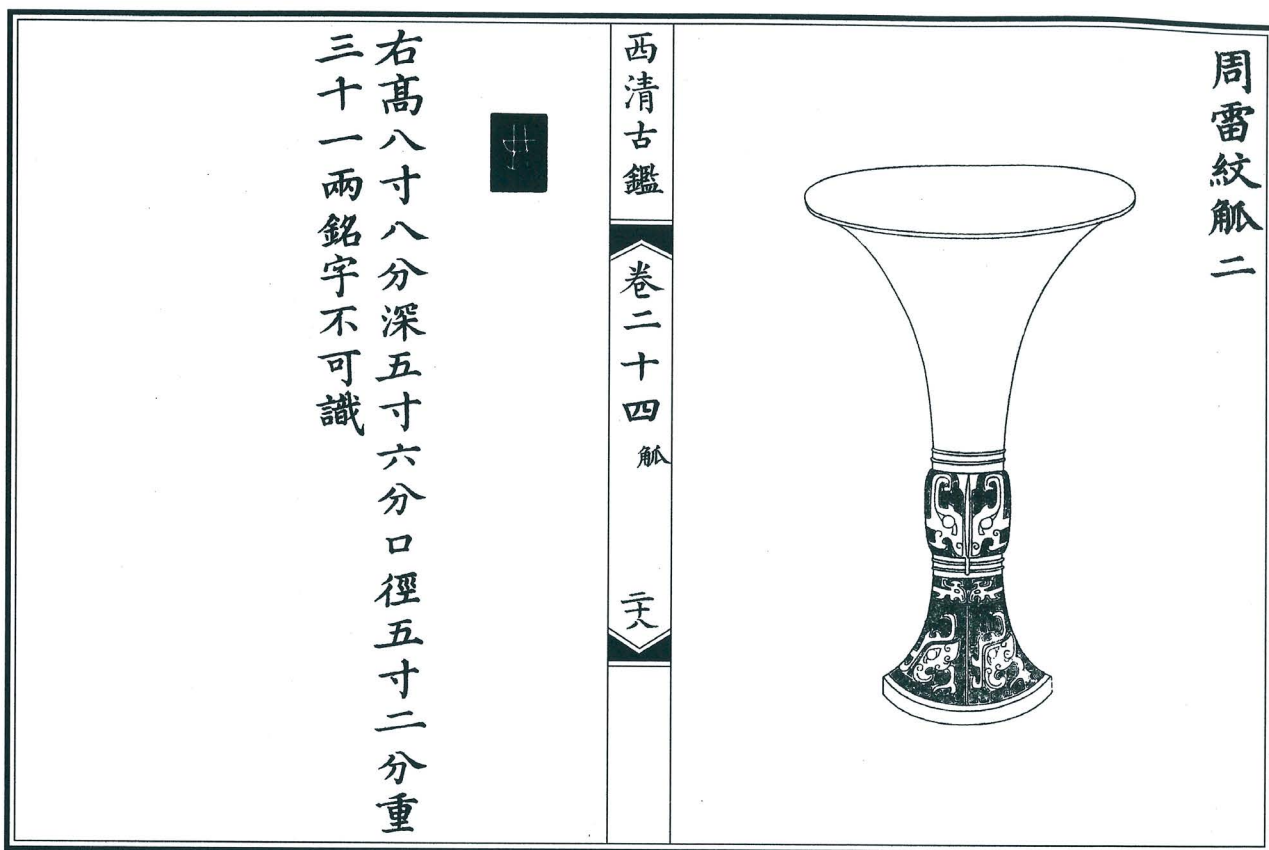 周雷紋觚二
西清古鑑
卷二十四
觚
二十八
右髙八寸八分深五寸六分口徑五寸二分重
三十一兩銘字不可識